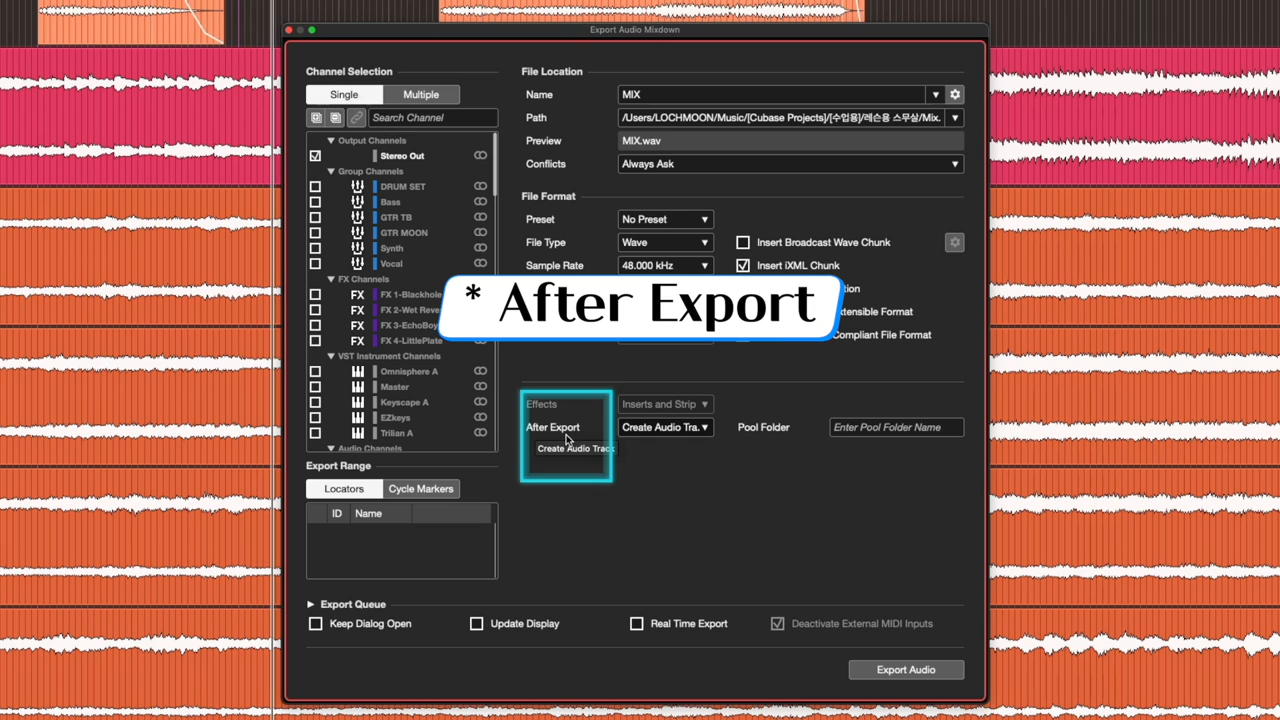 Export Audio Mixdown
Channel Selection
Single
Multiple
Search Channel
Output Channels
Stereo Out
Group Channels
DRUM SET
Bass
GTR TB
GTR MOON
Synth
Vocal
FX Channels
FX FX 1-Blackhole
FX FX 2-Wet Reve
FX FX 3-EchoBoy
FX FX 4-LittlePlate
VST Instrument Channels
Omnisphere A
Master
Keyscape A
EZkeys
Trilian A
Audio Channels
Export Range
Locators
Cycle Markers
ID Name
File Location
Name MIX
Path /Users/LOCHMOON/Music/[Cubase Projects]/[수업용]/레슨용 스무실/Mix.
Preview MIX.wav
Conflicts Always Ask
File Format
Preset No Preset
File Type Wave
Insert Broadcast Wave Chunk
Sample Rate 48.000 kHz
Insert iXML Chunk
* After Export
Compliant File Format
Effects Inserts and Strip
After Export Create Audio Tra.
Pool Folder Enter Pool Folder Name
Create Audio Track
Export Queue
Keep Dialog Open
Update Display
Real Time Export
Deactivate External MIDI Inputs
Export Audio